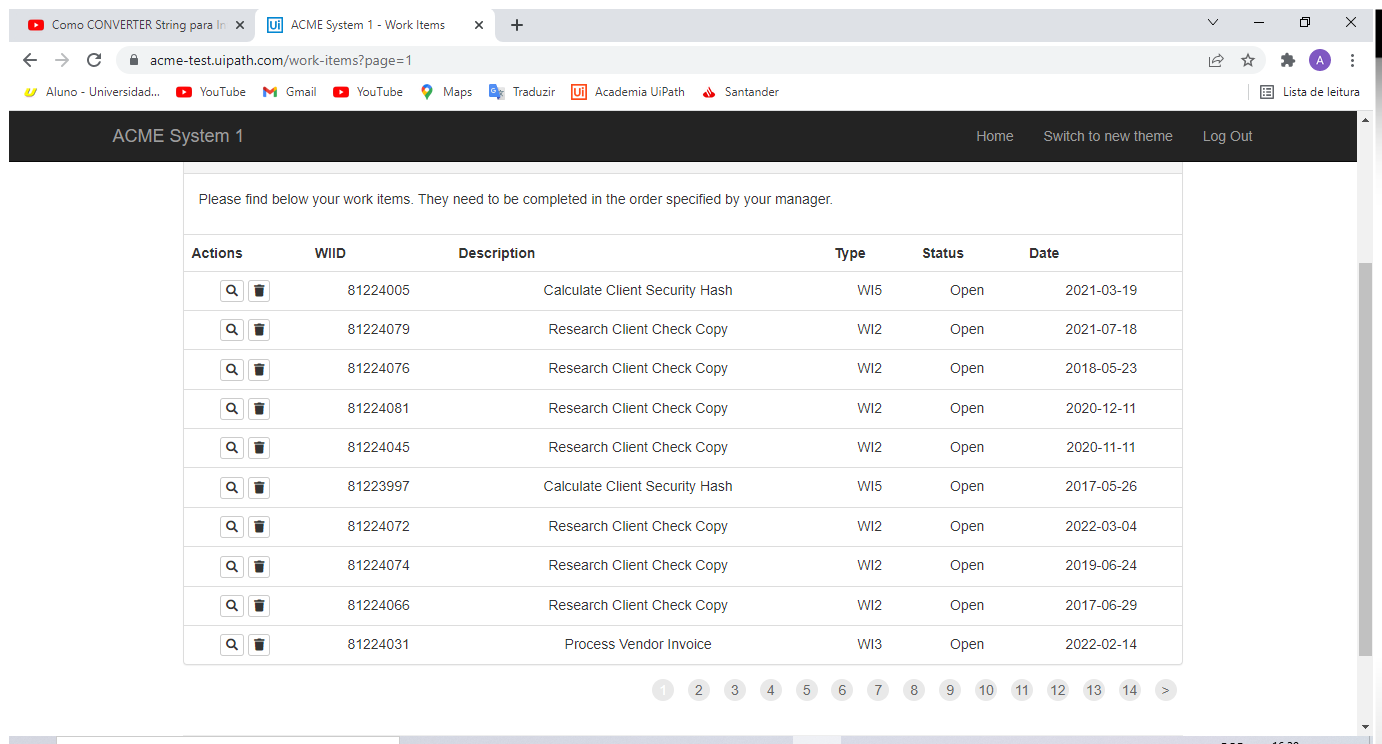 Como CONVERTER String para In
ACME System 1 - Work Items
acme-test.uipath.com/work-items?page=1
A
Aluno - Universidad... YouTube Gmail YouTube Maps Traduzir Academia UiPath Santander Lista de leitura
ACME System 1 Home Switch to new theme Log Out
Please find below your work items. They need to be completed in the order specified by your manager.
Actions WIID Description Type Status Date
81224005 Calculate Client Security Hash WI5 Open 2021-03-19
81224079 Research Client Check Copy WI2 Open 2021-07-18
81224076 Research Client Check Copy WI2 Open 2018-05-23
81224081 Research Client Check Copy WI2 Open 2020-12-11
81224045 Research Client Check Copy WI2 Open 2020-11-11
81223997 Calculate Client Security Hash WI5 Open 2017-05-26
81224072 Research Client Check Copy WI2 Open 2022-03-04
81224074 Research Client Check Copy WI2 Open 2019-06-24
81224066 Research Client Check Copy WI2 Open 2017-06-29
81224031 Process Vendor Invoice WI3 Open 2022-02-14
1 2 3 4 5 6 7 8 9 10 11 12 13 14 >